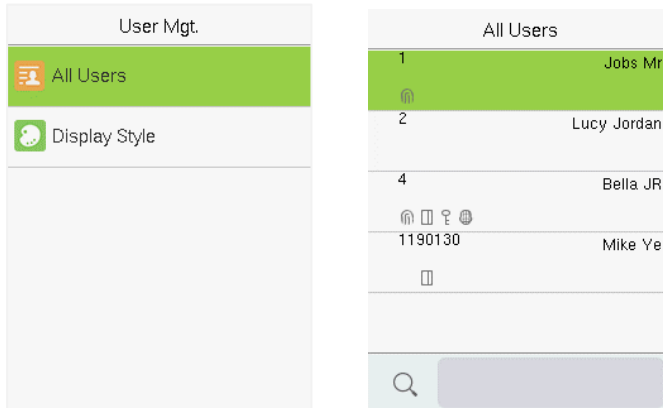 User Mgt.
All Users
Display Style
All Users
1 Jobs Mr
2 Lucy Jordan
4 Bella JR
1190130 Mike Ye